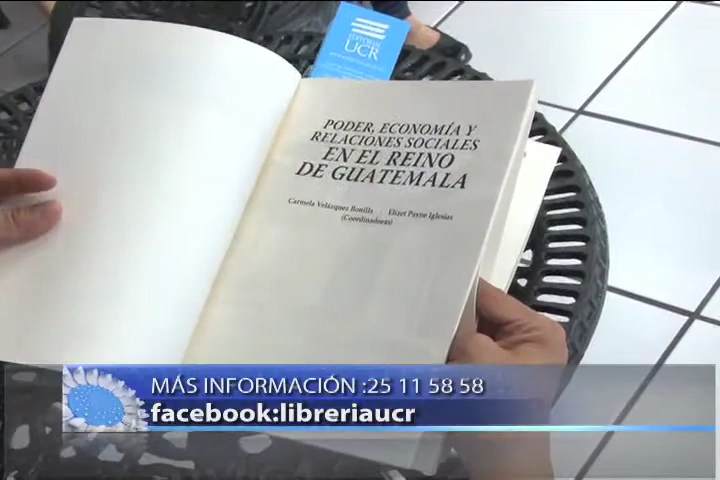 EDITORIAL
UCR
PODER, ECONOMÍA Y
RELACIONES SOCIALES
EN EL REINO
DE GUATEMALA
Carmela Velázquez Bonilla Elizet Payne Iglesias
(Coordinadoras)
MÁS INFORMACIÓN :25 11 58 58
facebook:libreriaucr